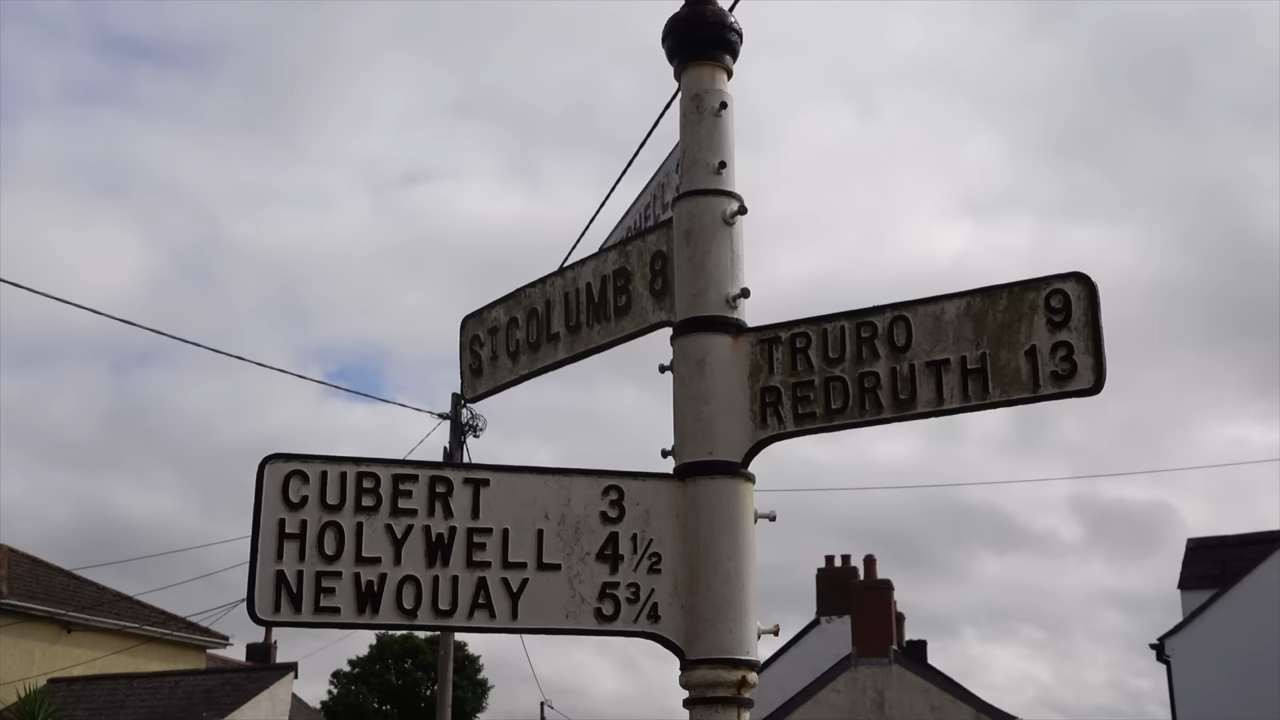 ST COLUMB 8
TRURO 9
REDRUTH 13
CUBERT 3
HOLYWELL 4½
NEWQUAY 5¾